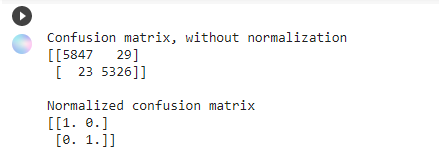 Confusion matrix, without normalization
[[5847   29]
 [  23 5326]]
Normalized confusion matrix
[[1. 0.]
 [0. 1.]]